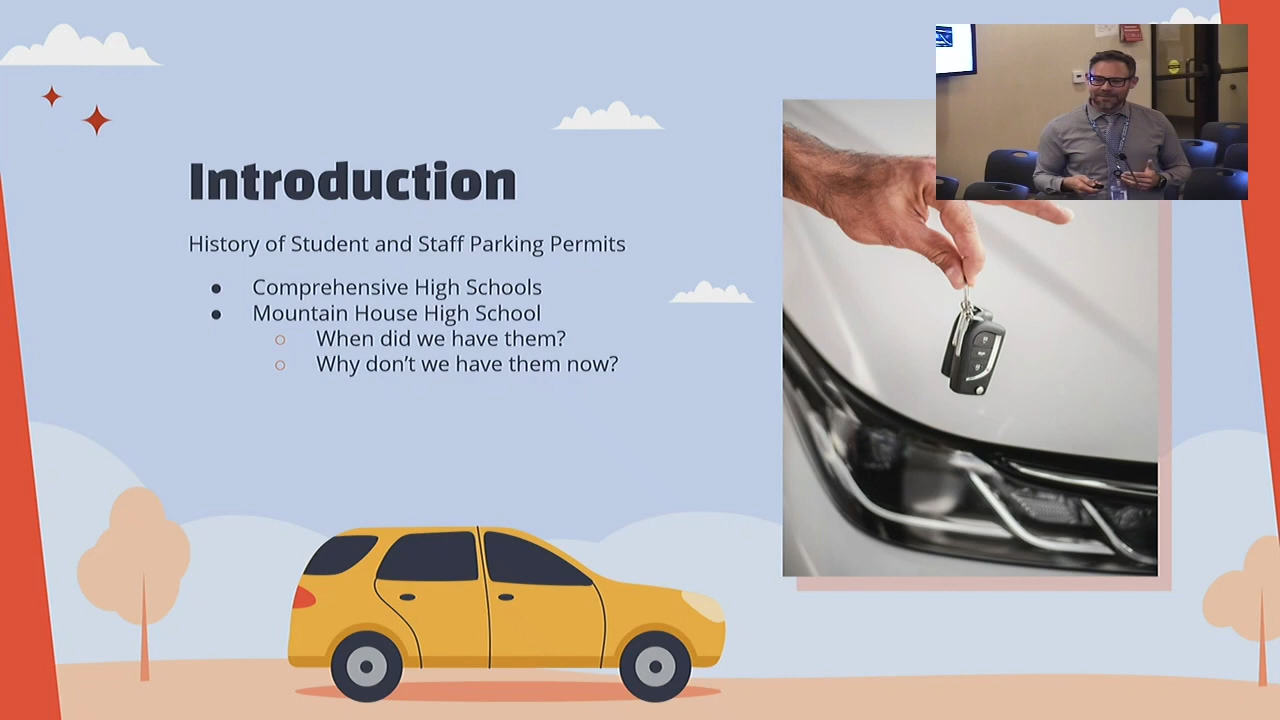 Introduction
History of Student and Staff Parking Permits
● Comprehensive High Schools
● Mountain House High School
○ When did we have them?
○ Why don’t we have them now?